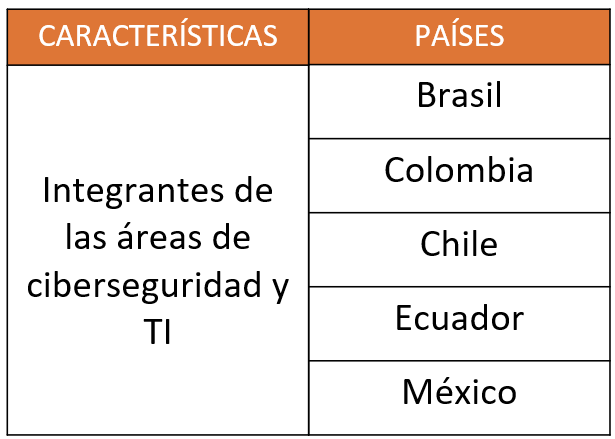 CARACTERÍSTICAS
PAÍSES
Integrantes de
las áreas de
ciberseguridad y
TI
Brasil
Colombia
Chile
Ecuador
México